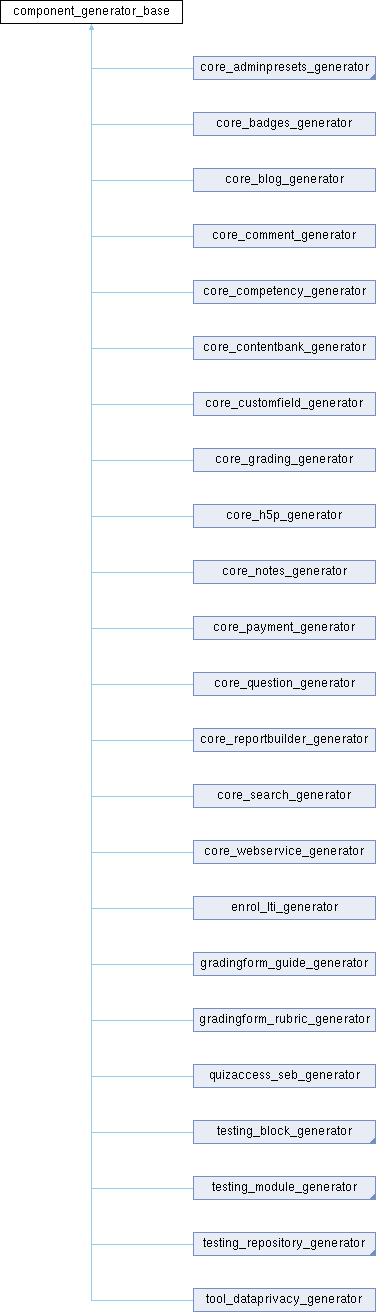 component_generator_base
core_adminpresets_generator
core_badges_generator
core_blog_generator
core_comment_generator
core_competency_generator
core_contentbank_generator
core_customfield_generator
core_grading_generator
core_h5p_generator
core_notes_generator
core_payment_generator
core_question_generator
core_reportbuilder_generator
core_search_generator
core_webservice_generator
enrol_lti_generator
gradingform_guide_generator
gradingform_rubric_generator
quizaccess_seb_generator
testing_block_generator
testing_module_generator
testing_repository_generator
tool_dataprivacy_generator